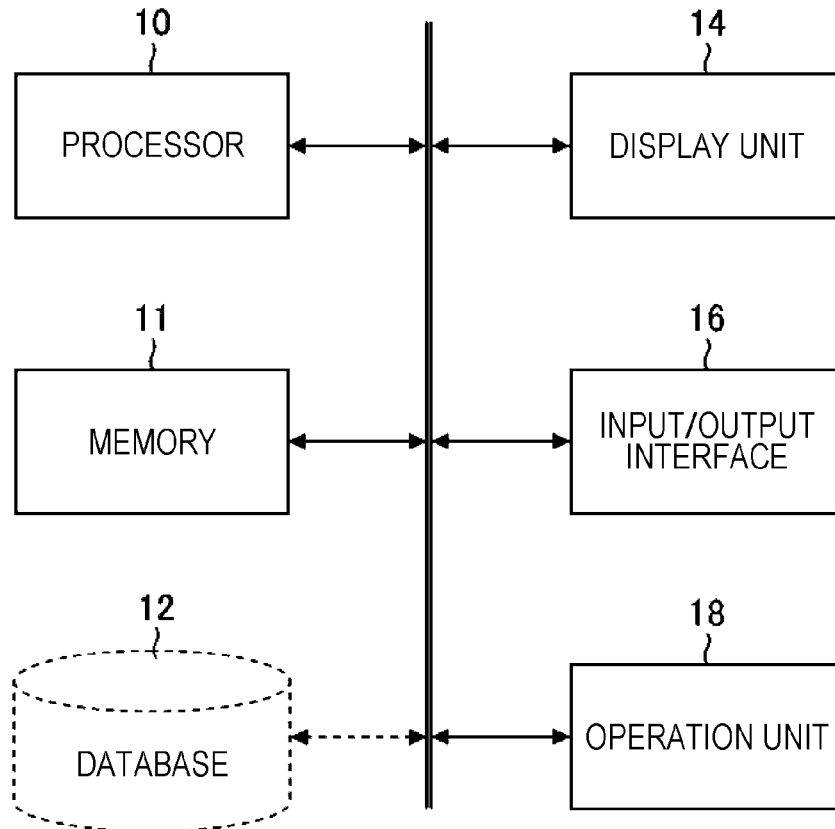 10
PROCESSOR
14
DISPLAY UNIT
11
MEMORY
16
INPUT/OUTPUT
INTERFACE
12
DATABASE
18
OPERATION UNIT